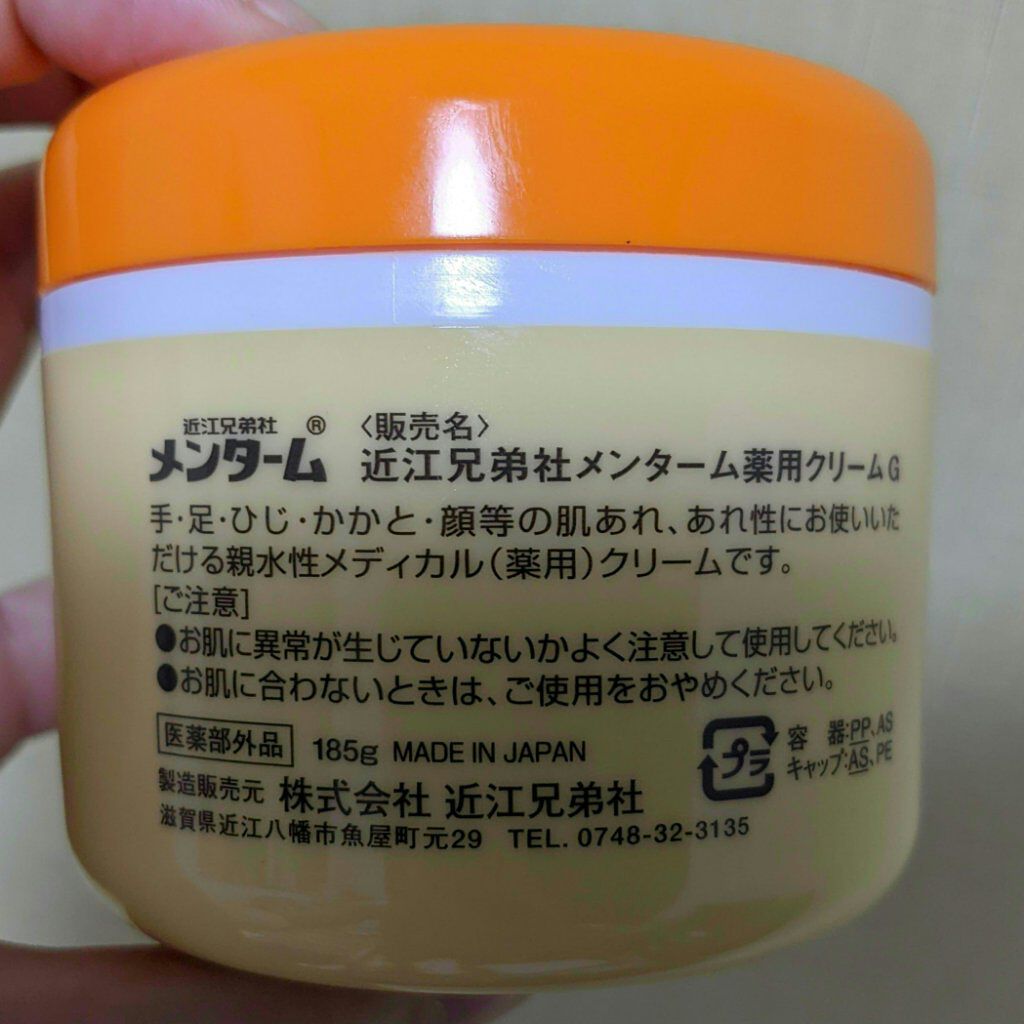 近江兄弟社
メンターム®
〈販売名〉
近江兄弟社メンターム薬用クリームG
手・足・ひじ・かかと・顔等の肌あれ、あれ性にお使いいた
だける親水性メディカル(薬用)クリームです。
[ご注意]
●お肌に異常が生じていないかよく注意して使用してください。
●お肌に合わないときは、ご使用をおやめください。
医薬部外品 185g MADE IN JAPAN
プラ
容 器:PP、AS
キャップ:AS、PE
製造販売元 株式会社 近江兄弟社
滋賀県近江八幡市魚屋町元29 TEL. 0748-32-3135